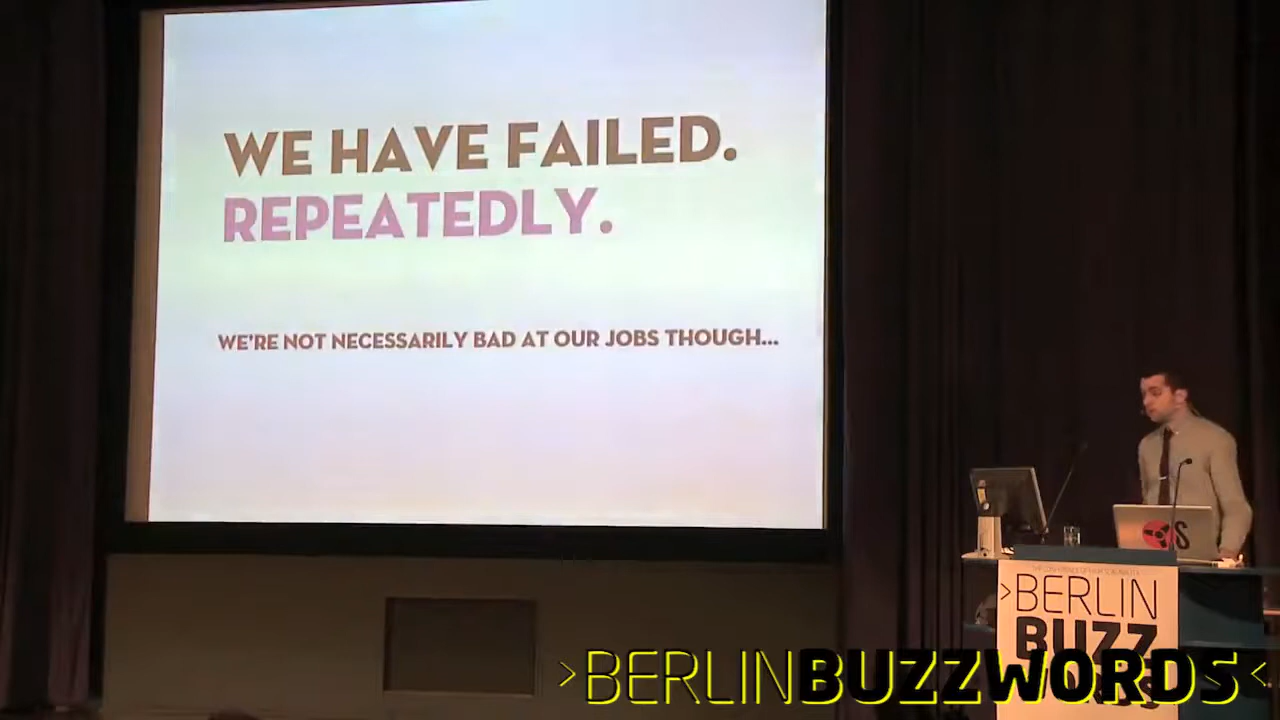 WE HAVE FAILED.
REPEATEDLY.
WE'RE NOT NECESSARILY BAD AT OUR JOBS THOUGH...
S
>BERLIN
BUZZ
>BERLINBUZZWORDS<